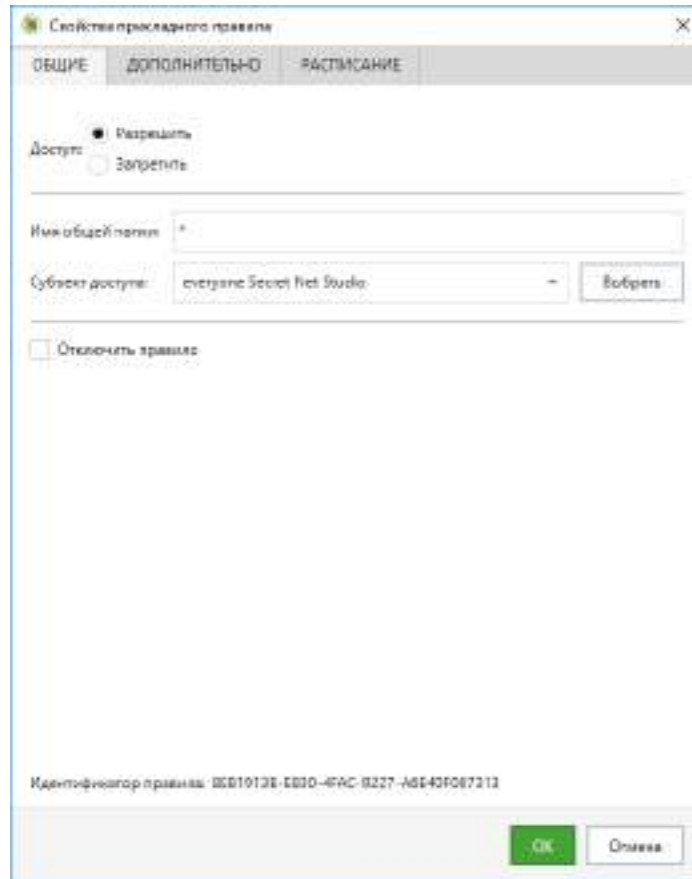 Свойства прикладного правила
ОБЩИЕ ДОПОЛНИТЕЛЬНО РАСПИСАНИЕ
Доступ:
Разрешить
Запретить
Имя общей папки: *
Субъект доступа: everyone Secret Net Studio Выбрать
Отключить правило
Идентификатор правила:
ОК Отмена